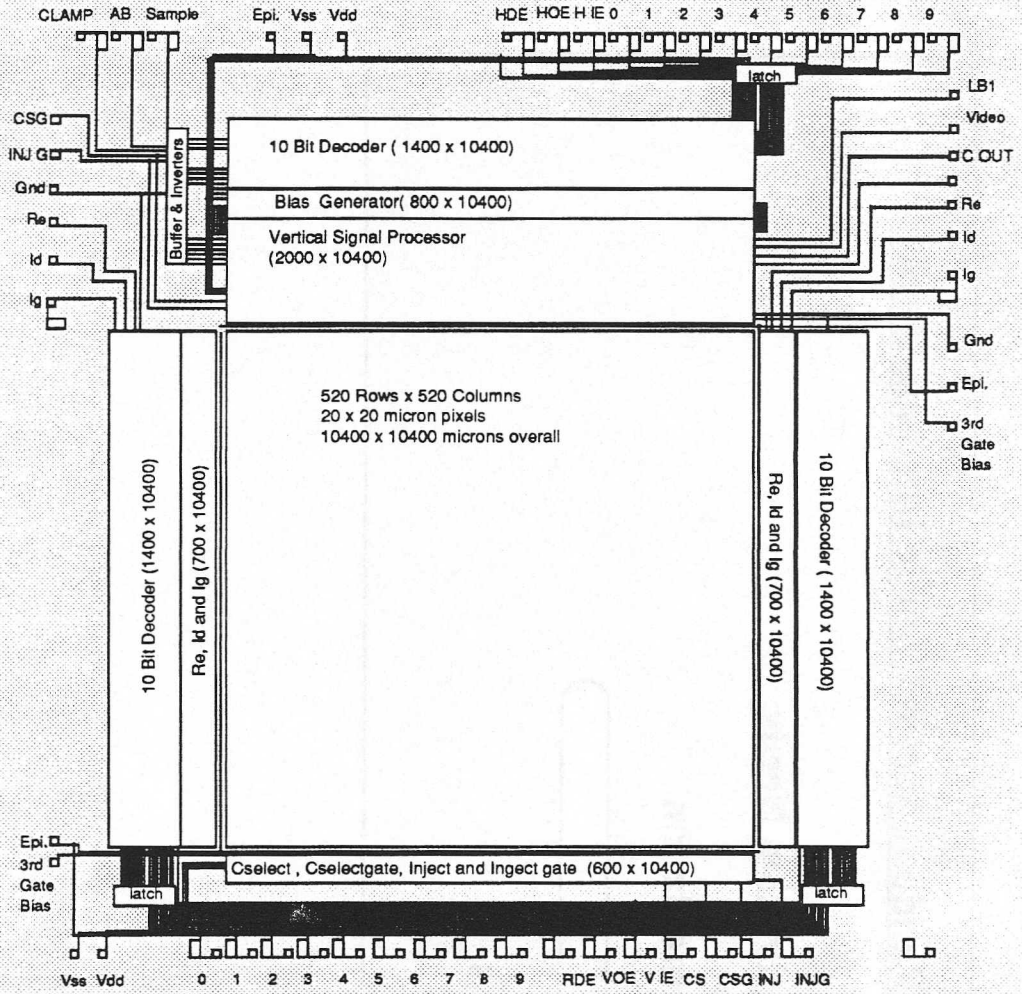 CLAMP AB Sample Epi. Vss Vdd HDE HOE H IE 0 1 2 3 4 5 6 7 8 9
latch
LB1
CSG
Video
INJ G
10 Bit Decoder ( 1400 x 10400)
C OUT
Gnd
Buffer & Inverters
Bias Generator( 800 x 10400)
Re
Re
Vertical Signal Processor
(2000 x 10400)
Id
Id
Ig
Ig
Gnd
520 Rows x 520 Columns
20 x 20 micron pixels
10400 x 10400 microns overall
Epi.
3rd
Gate
Bias
10 Bit Decoder (1400 x 10400)
Re, Id and Ig (700 x 10400)
Re, Id and Ig (700 x 10400)
10 Bit Decoder ( 1400 x 10400)
Epi.
3rd
Gate
Bias
Cselect , Cselectgate, Inject and Ingect gate (600 x 10400)
latch
latch
Vss Vdd 0 1 2 3 4 5 6 7 8 9 RDE VOE V IE CS CSG INJ INJG